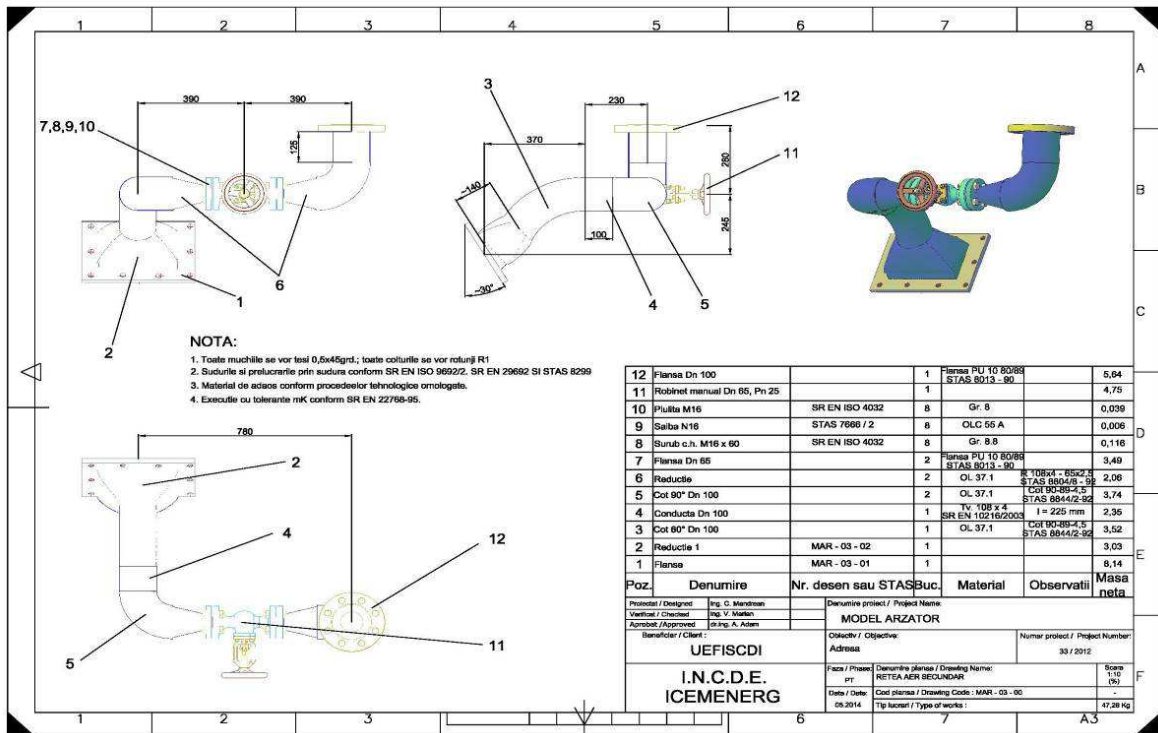 1 2 3 4 5 6 7 8
A
B
C
D
E
F
390 390
125
7,8,9,10
6
1
2
3
230
12
370
11
260
~140
245
100
~30°
4
5
NOTA:
1. Toate muchiile se vor tesi 0,5x45grd.; toate colturile se vor rotunji R1
2. Sudurile si prelucrarile prin sudura conform SR EN ISO 9692/2. SR EN 29692 SI STAS 8299
3. Material de adaos conform procedeelor tehnologice omologate.
4. Executie cu tolerante mK conform SR EN 22768-95.
780
2
4
12
5
11
12 Flansa Dn 100 1 Flansa PU 10 80/89 STAS 8013 - 90 5,64
11 Robinet manual Dn 65, Pn 25 1 4,75
10 Piulita M16 SR EN ISO 4032 8 Gr. 8 0,039
9 Saiba N16 STAS 7666 / 2 8 OLC 55 A 0,006
8 Surub c.h. M16 x 60 SR EN ISO 4032 8 Gr. 8.8 0,116
7 Flansa Dn 65 2 Flansa PU 10 80/89 STAS 8013 - 90 3,49
6 Reductie 2 OL 37.1 R 108x4 - 65x2,5 STAS 8804/8 - 92 2,06
5 Cot 90° Dn 100 2 OL 37.1 Cot 90-89-4,5 STAS 8844/2-92 3,74
4 Conducta Dn 100 1 Tv. 108 x 4 SR EN 10216/2003 l = 225 mm 2,35
3 Cot 60° Dn 100 1 OL 37.1 Cot 90-89-4,5 STAS 8844/2-92 3,52
2 Reductie 1 MAR - 03 - 02 1 3,03
1 Flansa MAR - 03 - 01 1 8,14
Poz. Denumire Nr. desen sau STAS Buc. Material Observatii Masa neta
Proiectat / Designed Ing. C. Mandrean
Verificat / Checked Ing. V. Marian
Aprobat /Approved dr.ing. A. Adam
Denumire proiect / Project Name:
MODEL ARZATOR
Beneficiar / Client :
UEFISCDI
Obiectiv / Objective:
Adresa
Numar proiect / Project Number:
33 / 2012
I.N.C.D.E.
ICEMENERG
Faza / Phase:
PT
Denumire plansa / Drawing Name:
RETEA AER SECUNDAR
Scara
1:10
(%)
Data / Date:
05.2014
Cod plansa / Drawing Code : MAR - 03 - 00
-
Tip lucrari / Type of works :
47,28 Kg
1 2 3 6 7 A3